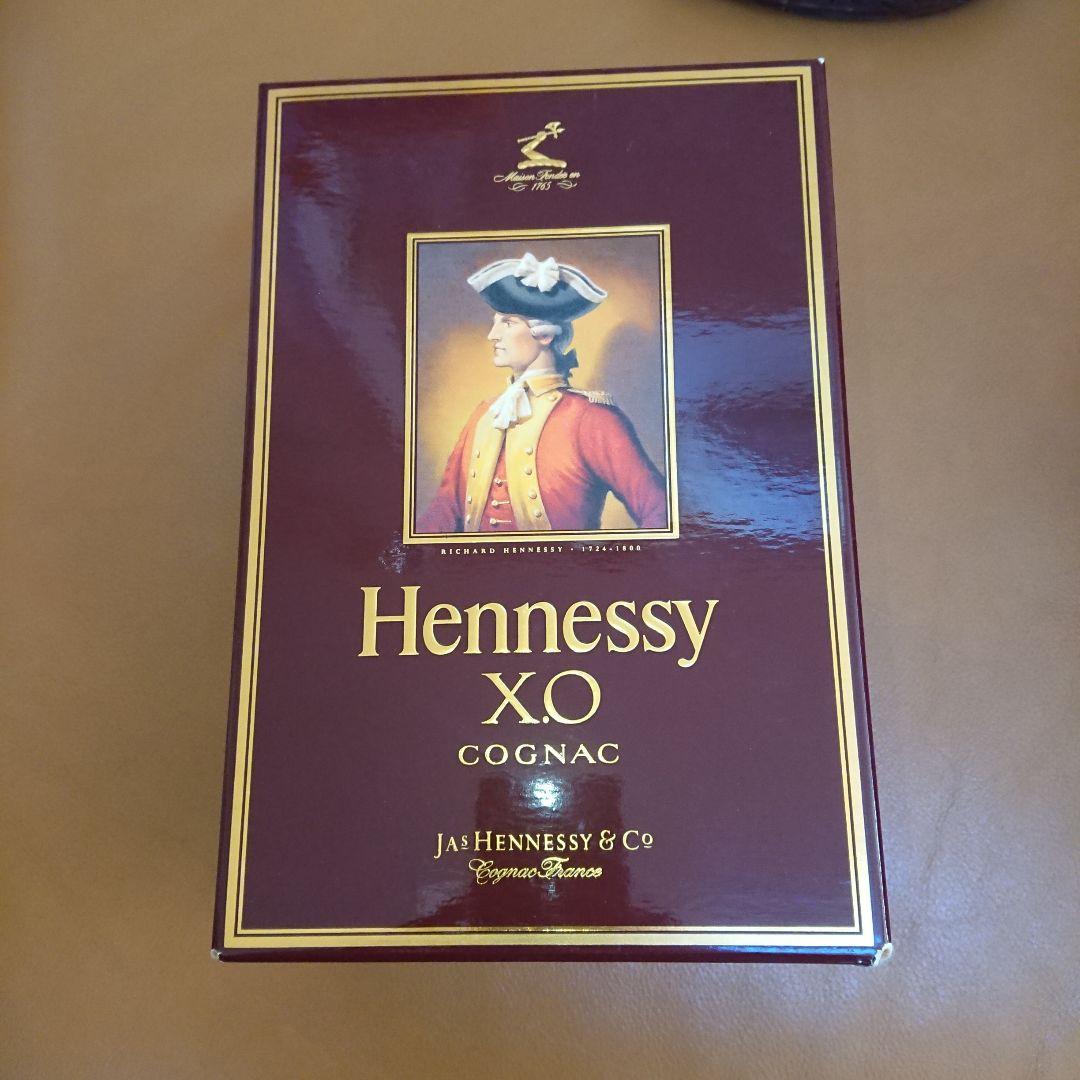 Maison Fondée en
1765
RICHARD HENNESSY • 1724-1800
Hennessy
X.O
COGNAC
JAS HENNESSY & CO
Cognac France